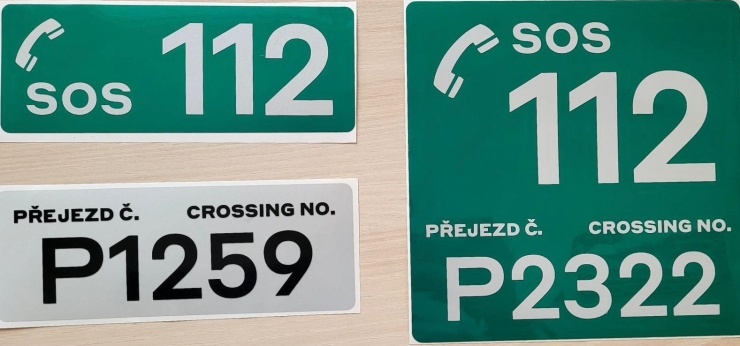 SOS 112
PŘEJEZD Č. CROSSING NO.
P1259
SOS
112
PŘEJEZD Č. CROSSING NO.
P2322